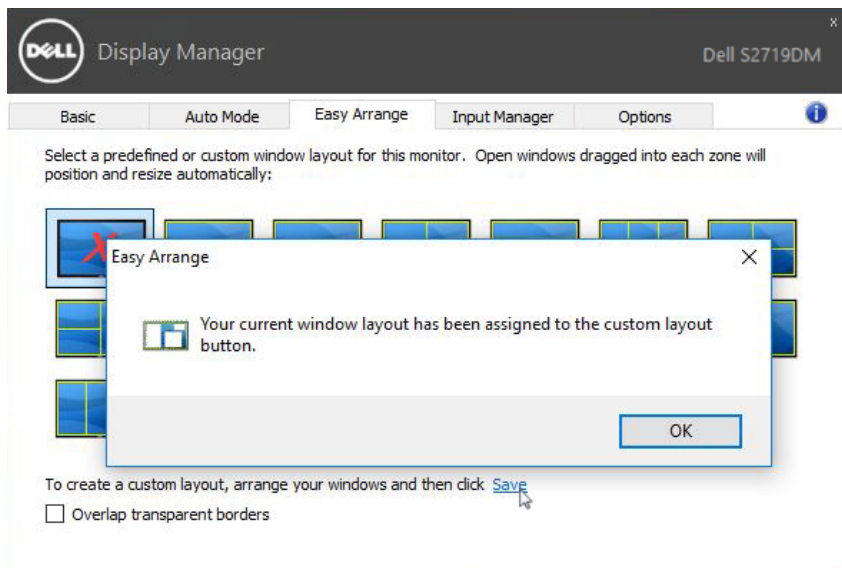 DELL Display Manager
x
Dell S2719DM
Basic Auto Mode Easy Arrange Input Manager Options
Select a predefined or custom window layout for this monitor. Open windows dragged into each zone will
position and resize automatically:
Easy Arrange
Your current window layout has been assigned to the custom layout
button.
OK
To create a custom layout, arrange your windows and then click Save
Overlap transparent borders